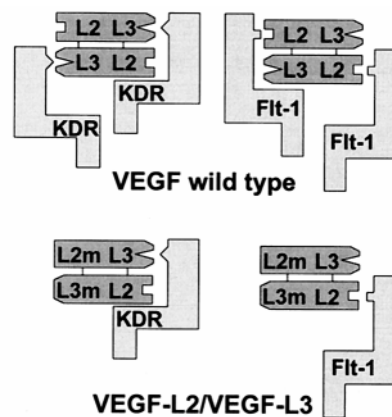 L2 L3 L2 L3
L3 L2 L3 L2
KDR Flt-1
KDR Flt-1
VEGF wild type
L2m L3 L2m L3
L3m L2 L3m L2
KDR Flt-1
VEGF-L2/VEGF-L3